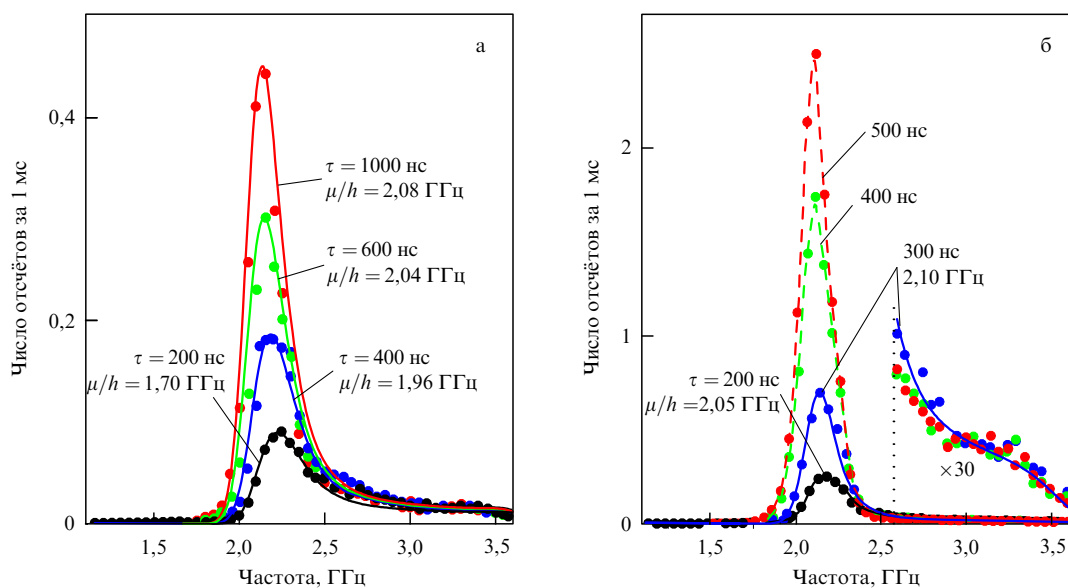 а
Число отсчётов за 1 мс
0,4
0,2
0
τ = 1000 нс
μ/h = 2,08 ГГц
τ = 600 нс
μ/h = 2,04 ГГц
τ = 200 нс
μ/h = 1,70 ГГц
τ = 400 нс
μ/h = 1,96 ГГц
1,5
2,0
2,5
3,0
3,5
Частота, ГГц
б
Число отсчётов за 1 мс
2
1
0
500 нс
400 нс
300 нс
2,10 ГГц
τ = 200 нс
μ/h = 2,05 ГГц
×30
1,5
2,0
2,5
3,0
3,5
Частота, ГГц